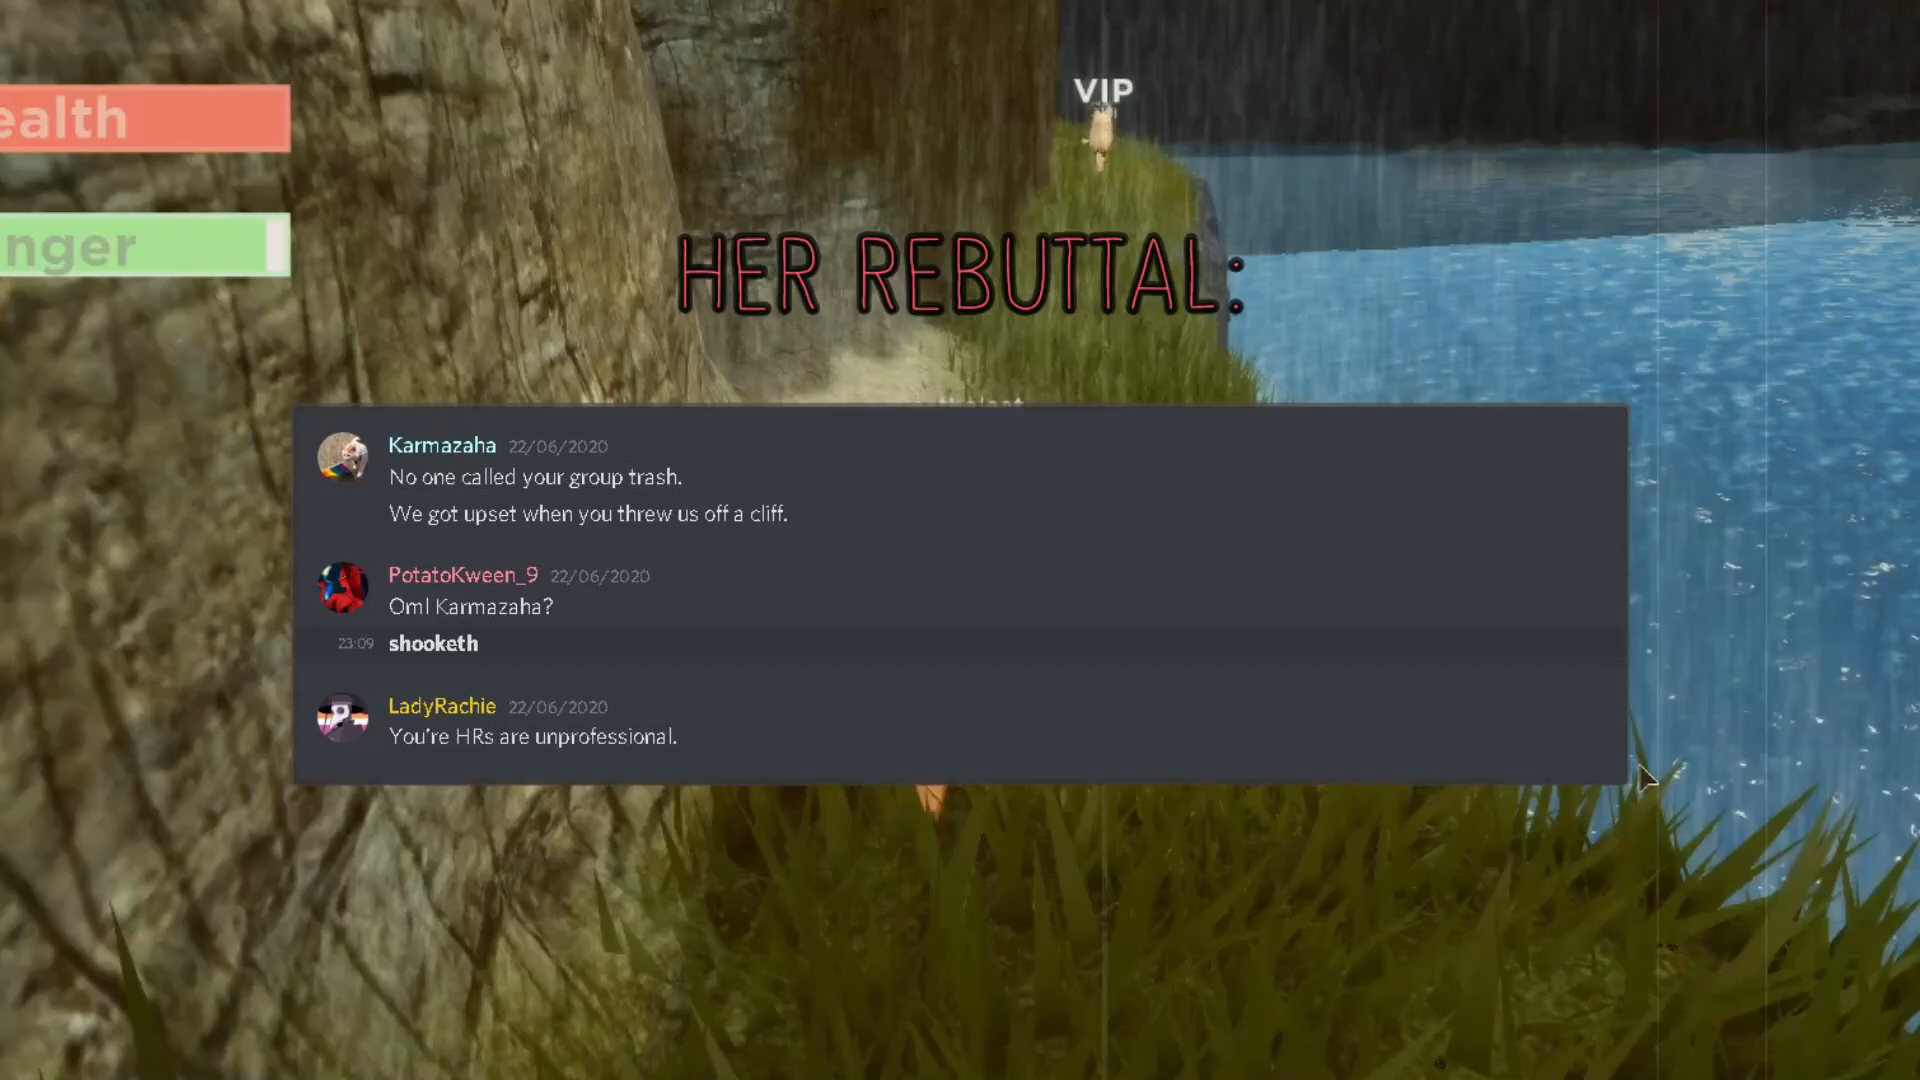 VIP
ealth
nger
HER REBUTTAL:
Karmazaha 22/06/2020
No one called your group trash.
We got upset when you threw us off a cliff.
PotatoKween_9 22/06/2020
Oml Karmazaha?
23:09 shooketh
LadyRachie 22/06/2020
You're HRs are unprofessional.